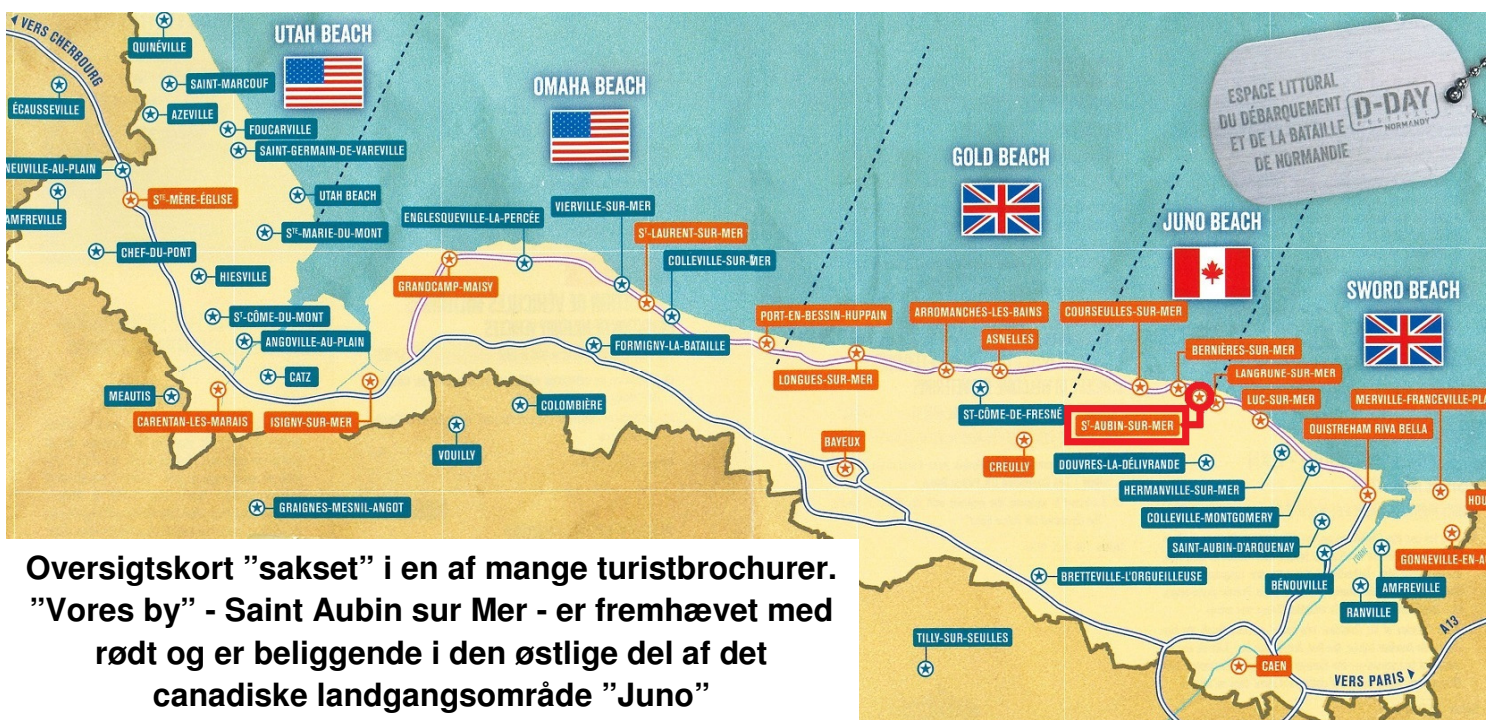 VERS CHERBOURG
QUINÉVILLE
UTAH BEACH
OMAHA BEACH
GOLD BEACH
JUNO BEACH
SWORD BEACH
ESPACE LITTORAL
DU DÉBARQUEMENT
ET DE LA BATAILLE
DE NORMANDIE
D-DAY
FESTIVAL
NORMANDY
ÉCAUSSEVILLE
SAINT-MARCOUF
AZEVILLE
FOUCARVILLE
SAINT-GERMAIN-DE-VAREVILLE
NEUVILLE-AU-PLAIN
STE-MÈRE-ÉGLISE
UTAH BEACH
AMFREVILLE
STE-MARIE-DU-MONT
CHEF-DU-PONT
HIESVILLE
ST-CÔME-DU-MONT
ANGOVILLE-AU-PLAIN
CATZ
MEAUTIS
CARENTAN-LES-MARAIS
ISIGNY-SUR-MER
GRANDCAMP-MAISY
ENGLESQUEVILLE-LA-PERCÉE
VIERVILLE-SUR-MER
ST-LAURENT-SUR-MER
COLLEVILLE-SUR-MER
FORMIGNY-LA-BATAILLE
COLOMBIÈRE
VOUILLY
GRAIGNES-MESNIL-ANGOT
PORT-EN-BESSIN-HUPPAIN
LONGUES-SUR-MER
ARROMANCHES-LES-BAINS
ASNELLES
COURSEULLES-SUR-MER
BERNIÈRES-SUR-MER
LANGRUNE-SUR-MER
LUC-SUR-MER
MERVILLE-FRANCEVILLE-PLA
ST-CÔME-DE-FRESNÉ
ST-AUBIN-SUR-MER
OUISTREHAM RIVA BELLA
BAYEUX
CREULLY
DOUVRES-LA-DÉLIVRANDE
HERMANVILLE-SUR-MER
COLLEVILLE-MONTGOMERY
HOU
SAINT-AUBIN-D'ARQUENAY
GONNEVILLE-EN-AU
BRETTEVILLE-L'ORGUEILLEUSE
BÉNOUVILLE
ORNE
AMFREVILLE
RANVILLE
TILLY-SUR-SEULLES
CAEN
A13
VERS PARIS
Oversigtskort ”sakset” i en af mange turistbrochurer.
”Vores by” - Saint Aubin sur Mer - er fremhævet med
rødt og er beliggende i den østlige del af det
canadiske landgangsområde ”Juno”